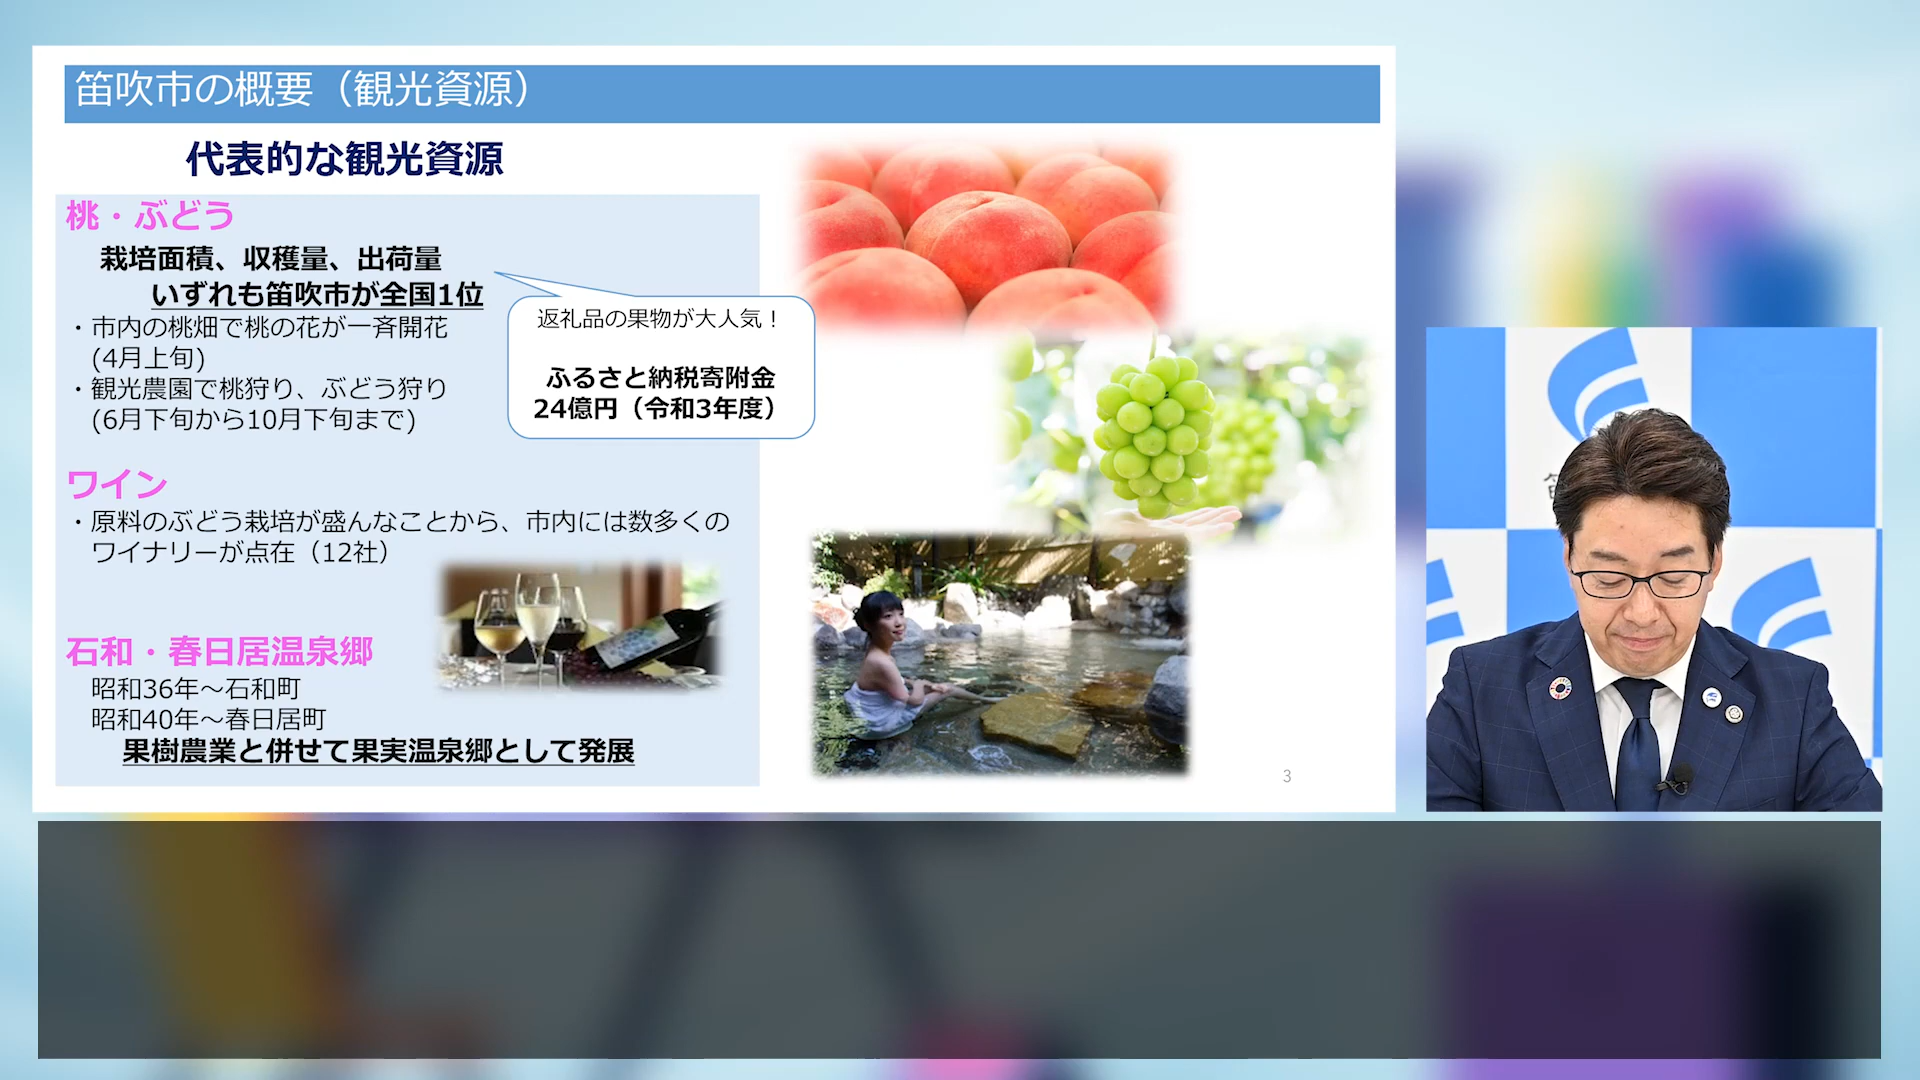 笛吹市の概要（観光資源）
代表的な観光資源
桃・ぶどう
栽培面積、収穫量、出荷量
いずれも笛吹市が全国1位
・市内の桃畑で桃の花が一斉開花
(4月上旬)
・観光農園で桃狩り、ぶどう狩り
(6月下旬から10月下旬まで)
返礼品の果物が大人気！
ふるさと納税寄附金
24億円（令和3年度）
ワイン
・原料のぶどう栽培が盛んなことから、市内には数多くの
ワイナリーが点在（12社）
石和・春日居温泉郷
昭和36年～石和町
昭和40年～春日居町
果樹農業と併せて果実温泉郷として発展
3